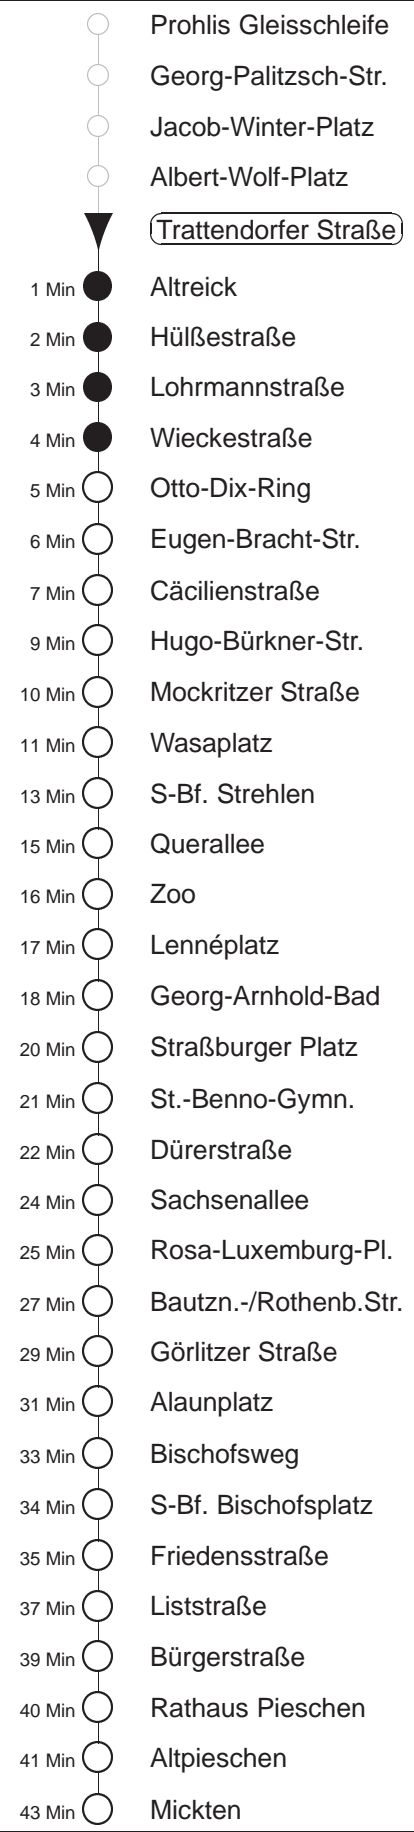 Prohlis Gleisschleife
Georg-Palitzsch-Str.
Jacob-Winter-Platz
Albert-Wolf-Platz
Trattendorfer Straße
1 Min Altreick
2 Min Hülßestraße
3 Min Lohrmannstraße
4 Min Wieckestraße
5 Min Otto-Dix-Ring
6 Min Eugen-Bracht-Str.
7 Min Cäcilienstraße
9 Min Hugo-Bürkner-Str.
10 Min Mockritzer Straße
11 Min Wasaplatz
13 Min S-Bf. Strehlen
15 Min Querallee
16 Min Zoo
17 Min Lennéplatz
18 Min Georg-Arnhold-Bad
20 Min Straßburger Platz
21 Min St.-Benno-Gymn.
22 Min Dürerstraße
24 Min Sachsenallee
25 Min Rosa-Luxemburg-Pl.
27 Min Bautzn.-/Rothenb.Str.
29 Min Görlitzer Straße
31 Min Alaunplatz
33 Min Bischofsweg
34 Min S-Bf. Bischofsplatz
35 Min Friedensstraße
37 Min Liststraße
39 Min Bürgerstraße
40 Min Rathaus Pieschen
41 Min Altpieschen
43 Min Mickten